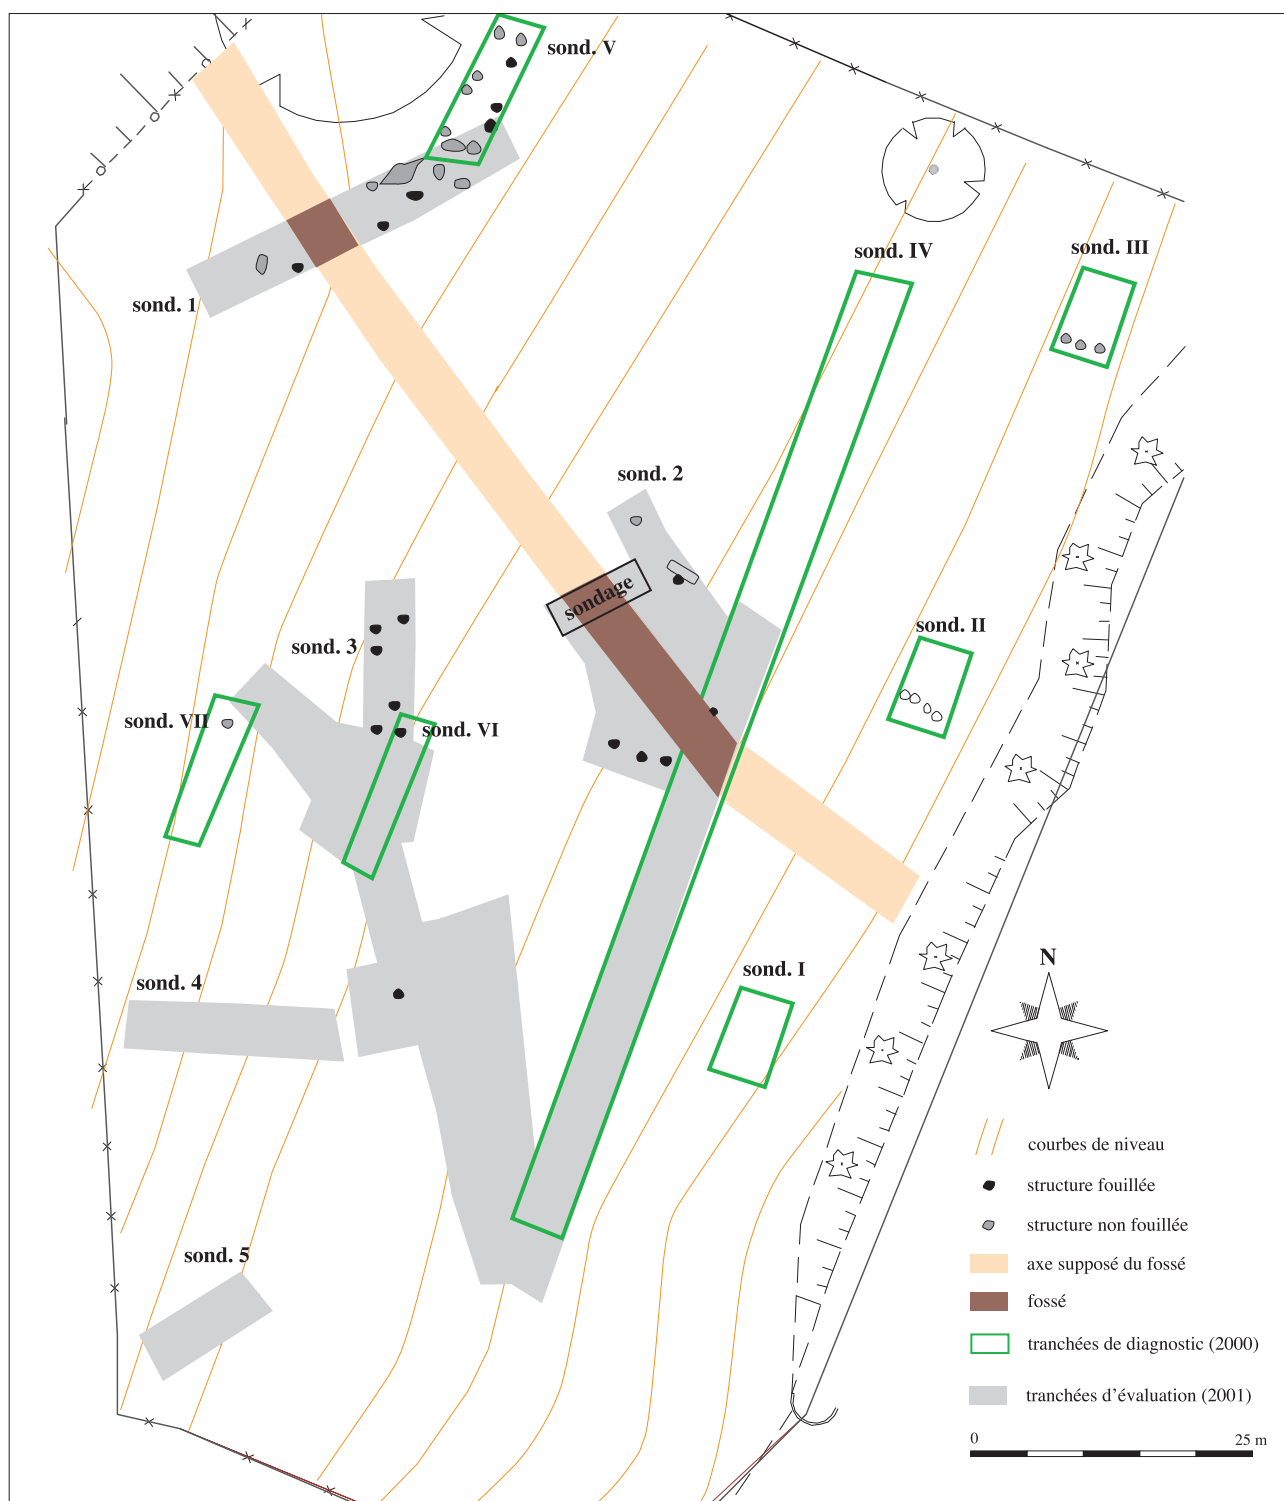 sond. V
sond. IV
sond. III
sond. 1
sond. 2
sondage
sond. II
sond. 3
sond. VII
sond. VI
sond. I
sond. 4
sond. 5
N
courbes de niveau
structure fouillée
structure non fouillée
axe supposé du fossé
fossé
tranchées de diagnostic (2000)
tranchées d’évaluation (2001)
0 25 m